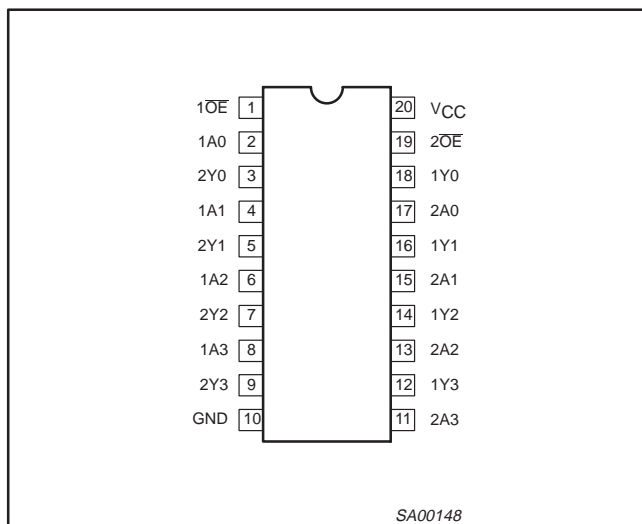 1O̅E̅ 1 20 VCC
1A0 2 19 2O̅E̅
2Y0 3 18 1Y0
1A1 4 17 2A0
2Y1 5 16 1Y1
1A2 6 15 2A1
2Y2 7 14 1Y2
1A3 8 13 2A2
2Y3 9 12 1Y3
GND 10 11 2A3
SA00148